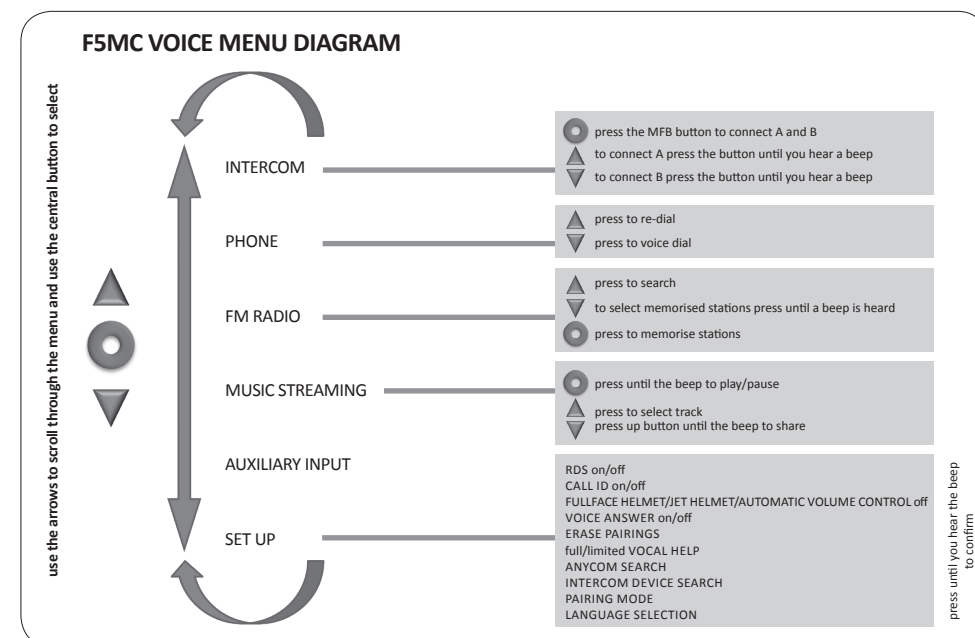 F5MC VOICE MENU DIAGRAM
use the arrows to scroll through the menu and use the central button to select
INTERCOM
press the MFB button to connect A and B
to connect A press the button until you hear a beep
to connect B press the button until you hear a beep
PHONE
press to re-dial
press to voice dial
FM RADIO
press to search
to select memorised stations press until a beep is heard
press to memorise stations
MUSIC STREAMING
press until the beep to play/pause
press to select track
press up button until the beep to share
AUXILIARY INPUT
SET UP
RDS on/off
CALL ID on/off
FULLFACE HELMET/JET HELMET/AUTOMATIC VOLUME CONTROL off
VOICE ANSWER on/off
ERASE PAIRINGS
full/limited VOCAL HELP
ANYCOM SEARCH
INTERCOM DEVICE SEARCH
PAIRING MODE
LANGUAGE SELECTION
press until you hear the beep
to confirm